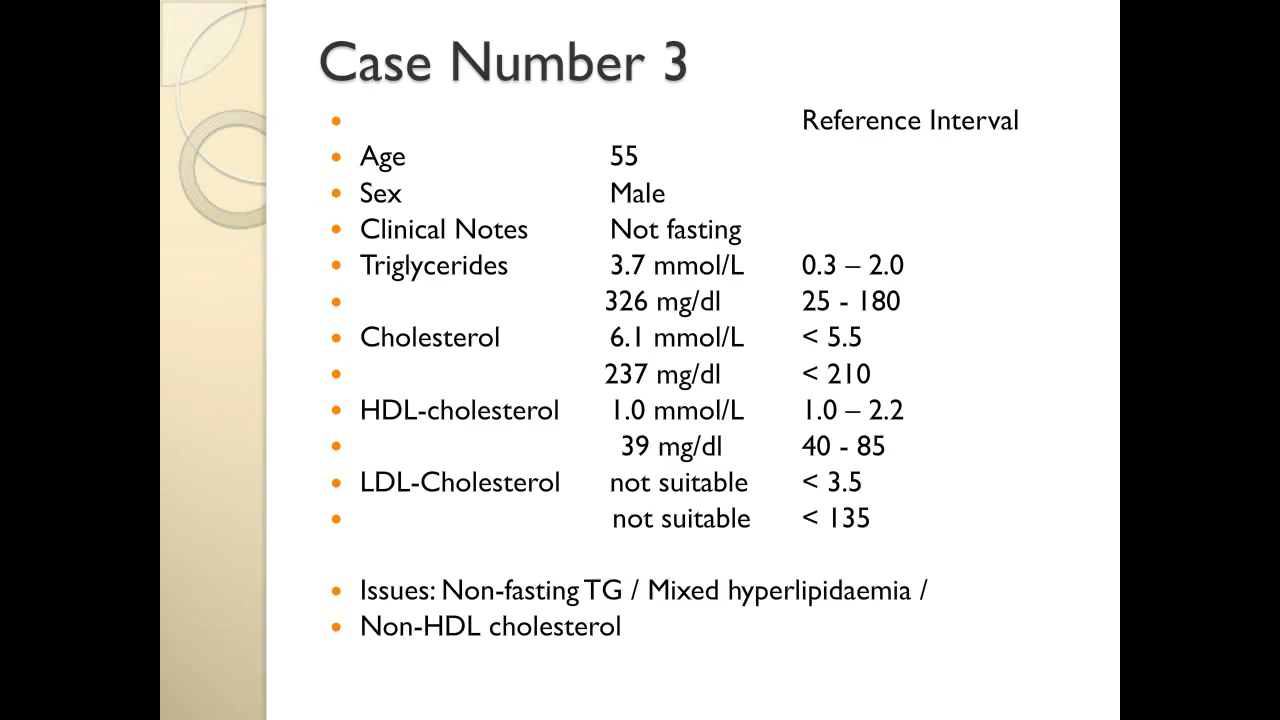 Case Number 3
Reference Interval
Age 55
Sex Male
Clinical Notes Not fasting
Triglycerides 3.7 mmol/L 0.3 – 2.0
326 mg/dl 25 - 180
Cholesterol 6.1 mmol/L < 5.5
237 mg/dl < 210
HDL-cholesterol 1.0 mmol/L 1.0 – 2.2
39 mg/dl 40 - 85
LDL-Cholesterol not suitable < 3.5
not suitable < 135
Issues: Non-fasting TG / Mixed hyperlipidaemia /
Non-HDL cholesterol